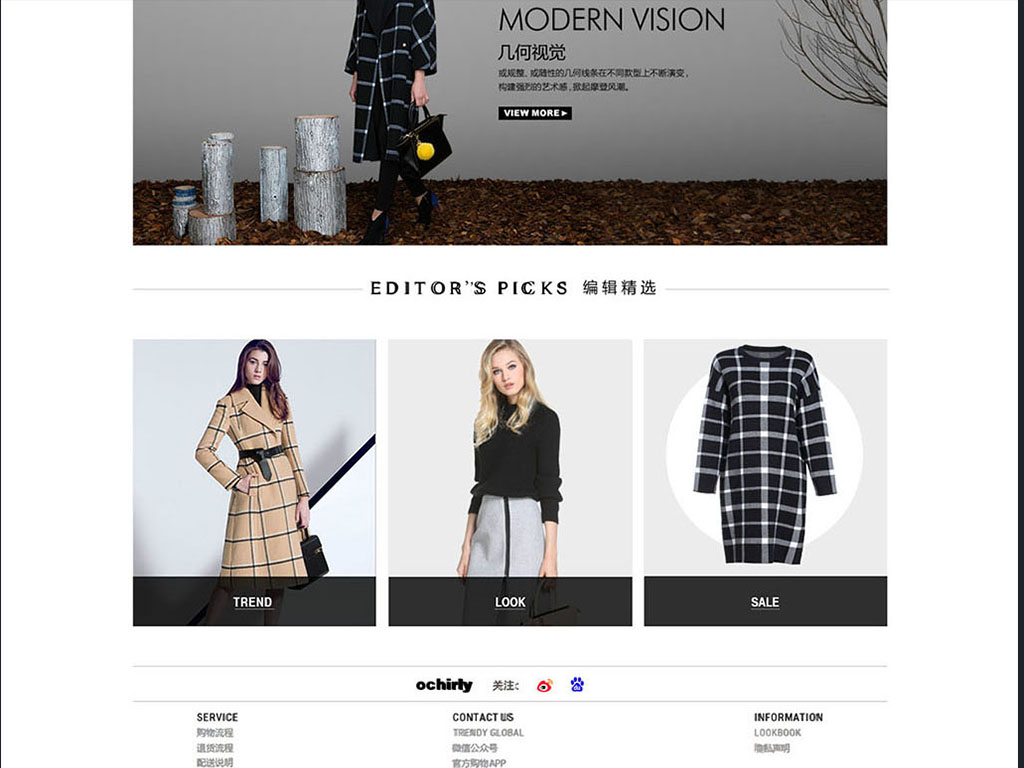 MODERN VISION
几何视觉
或规整、或随性的几何线条在不同款型上不断演变，
构建强烈的艺术感，掀起摩登风潮。
VIEW MORE
EDITOR'S PICKS 编辑精选
TREND
LOOK
SALE
ochirly 关注:
SERVICE
购物流程
退货流程
配送说明
CONTACT US
TRENDY GLOBAL
微信公众号
官方购物APP
INFORMATION
LOOKBOOK
隐私声明